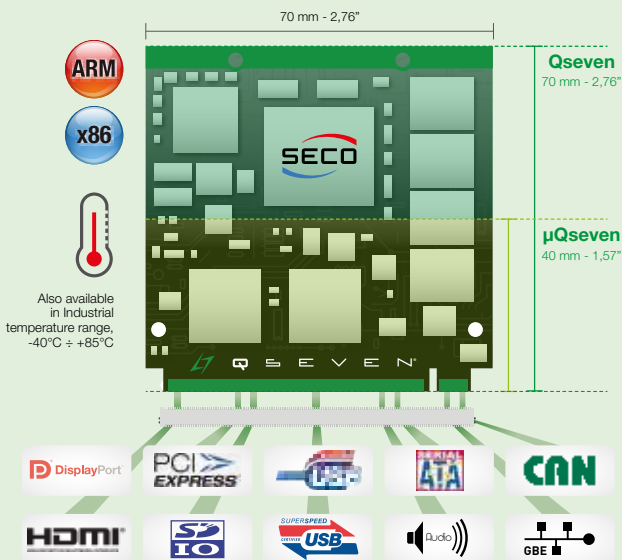 70 mm - 2,76”
ARM
x86
Qseven
70 mm - 2,76”
SECO
µQseven
40 mm - 1,57”
Also available
in Industrial
temperature range,
-40°C ÷ +85°C
QSEVEN®
DisplayPort
PCI
EXPRESS®
USB
SERIAL
ATA
CAN
HDMI®
SD
IO
SUPERSPEED
CERTIFIED USB
Audio
GBE